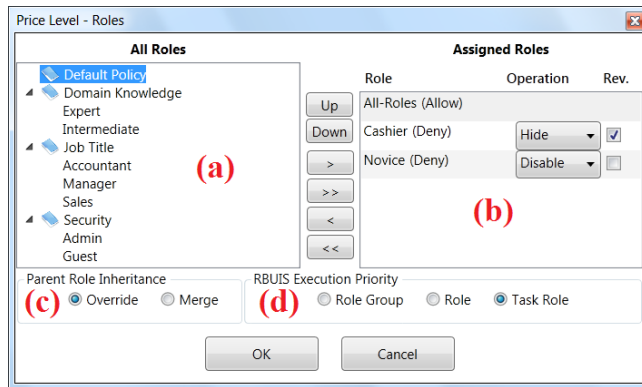 Price Level - Roles
All Roles
Default Policy
Domain Knowledge
Expert
Intermediate
Job Title
Accountant
Manager
Sales
Security
Admin
Guest
(a)
Up
Down
>
>>
<
<<
Assigned Roles
Role Operation Rev.
All-Roles (Allow)
Cashier (Deny) Hide
Novice (Deny) Disable
(b)
Parent Role Inheritance
(c) Override Merge
RBUIS Execution Priority
(d) Role Group Role Task Role
OK Cancel